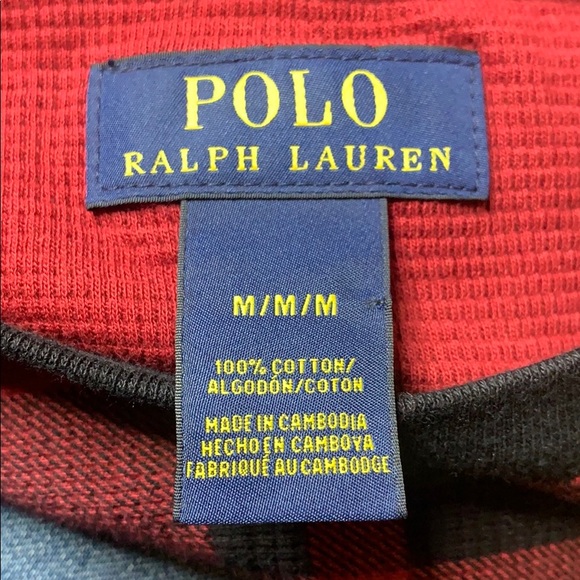 POLO
RALPH LAUREN
M/M/M
100% COTTON/
ALGODÓN/COTON
MADE IN CAMBODIA
HECHO EN CAMBOYA
FABRIQUÉ AU CAMBODGE